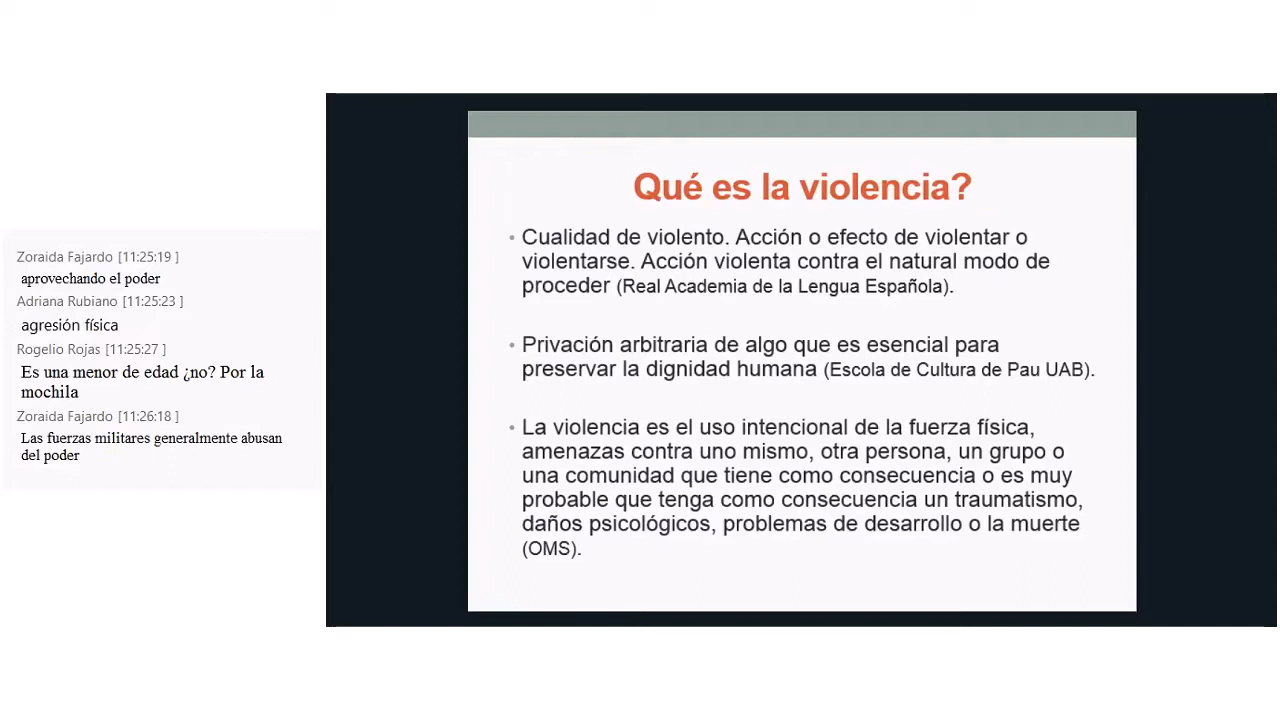 Zoraida Fajardo [11:25:19 ]
aprovechando el poder
Adriana Rubiano [11:25:23 ]
agresión física
Rogelio Rojas [11:25:27 ]
Es una menor de edad ¿no? Por la
mochila
Zoraida Fajardo [11:26:18 ]
Las fuerzas militares generalmente abusan
del poder
Qué es la violencia?
• Cualidad de violento. Acción o efecto de violentar o
violentarse. Acción violenta contra el natural modo de
proceder (Real Academia de la Lengua Española).
• Privación arbitraria de algo que es esencial para
preservar la dignidad humana (Escola de Cultura de Pau UAB).
• La violencia es el uso intencional de la fuerza física,
amenazas contra uno mismo, otra persona, un grupo o
una comunidad que tiene como consecuencia o es muy
probable que tenga como consecuencia un traumatismo,
daños psicológicos, problemas de desarrollo o la muerte
(OMS).